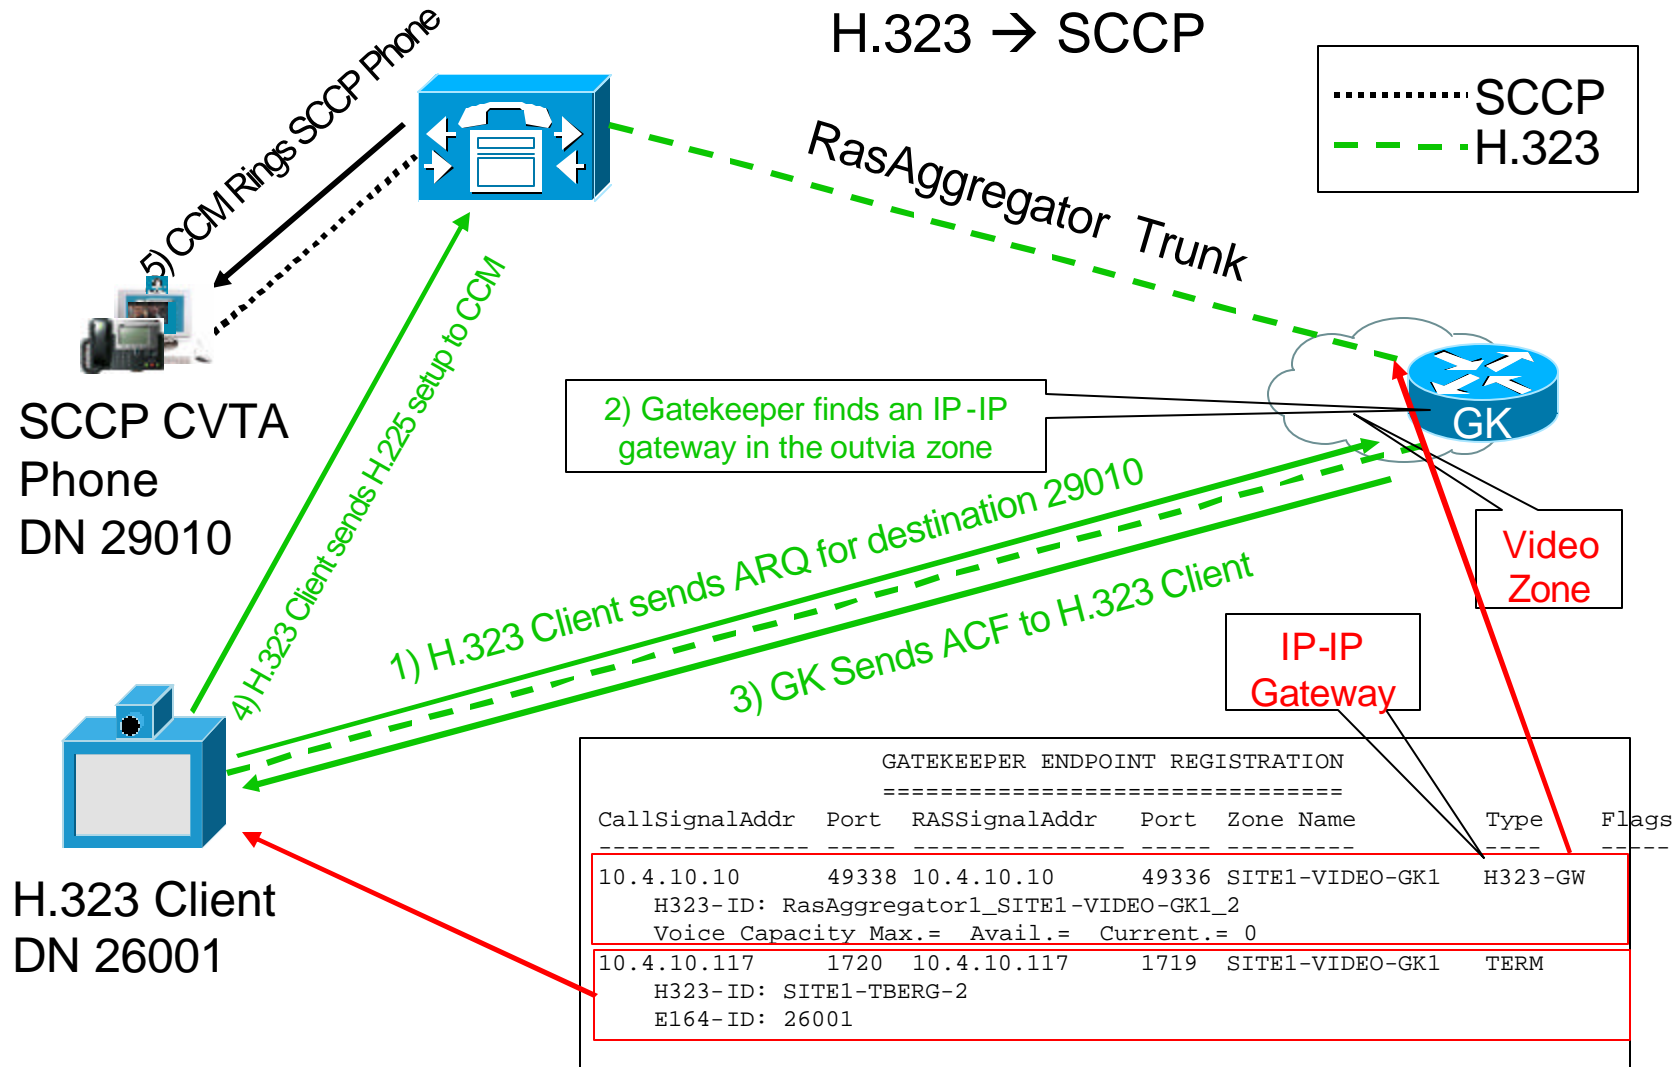 H.323 → SCCP
SCCP
H.323
5) CCM Rings SCCP Phone
RasAggregator Trunk
SCCP CVTA
Phone
DN 29010
2) Gatekeeper finds an IP-IP
gateway in the outvia zone
GK
4) H.323 Client sends H.225 setup to CCM
1) H.323 Client sends ARQ for destination 29010
3) GK Sends ACF to H.323 Client
Video
Zone
IP-IP
Gateway
H.323 Client
DN 26001
GATEKEEPER ENDPOINT REGISTRATION
================================
CallSignalAddr Port RASSignalAddr Port Zone Name Type Flags
--------------- ----- --------------- ----- --------- ---- -----
10.4.10.10 49338 10.4.10.10 49336 SITE1-VIDEO-GK1 H323-GW
H323-ID: RasAggregator1_SITE1-VIDEO-GK1_2
Voice Capacity Max.= Avail.= Current.= 0
10.4.10.117 1720 10.4.10.117 1719 SITE1-VIDEO-GK1 TERM
H323-ID: SITE1-TBERG-2
E164-ID: 26001